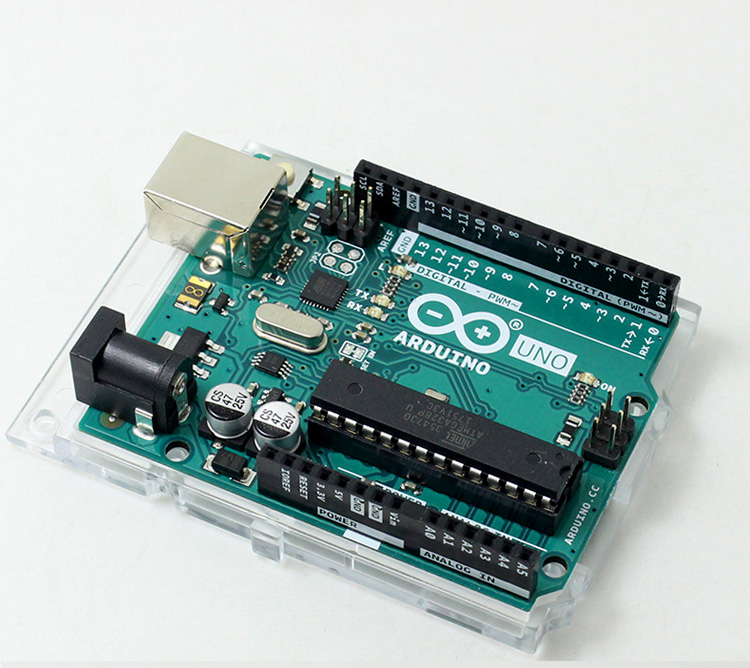 SCL
SDA
AREF
GND
13
12
~11
~10
~9
8
7
~6
~5
4
~3
2
1→TX
0←RX
DIGITAL (PWM~)
AREF
GND
13
12
~11
~10
~9
8
7
~6
~5
4
~3
2
TX→1
RX←0
DIGITAL - PWM~
TX
RX
L
ARDUINO
®
UNO
ON
ATMEL
ATMEGA328P
CS
47
25V
CS
47
25V
IOREF
RESET
3.3V
5V
GND
GND
Vin
POWER
A0
A1
A2
A3
A4
A5
ANALOG IN
ARDUINO.CC